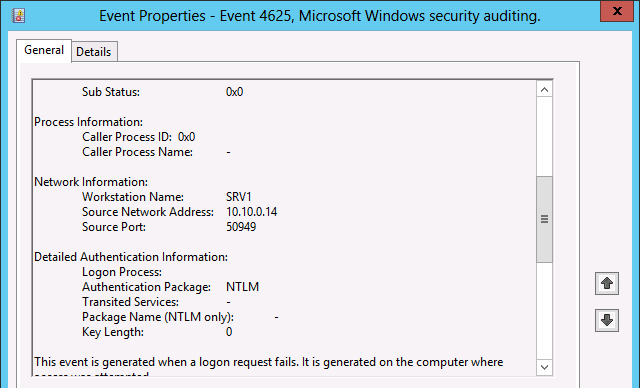 Event Properties - Event 4625, Microsoft Windows security auditing.
x
General Details
Sub Status: 0x0
Process Information:
Caller Process ID: 0x0
Caller Process Name: -
Network Information:
Workstation Name: SRV1
Source Network Address: 10.10.0.14
Source Port: 50949
Detailed Authentication Information:
Logon Process:
Authentication Package: NTLM
Transited Services: -
Package Name (NTLM only): -
Key Length: 0
This event is generated when a logon request fails. It is generated on the computer where
access was attempted.